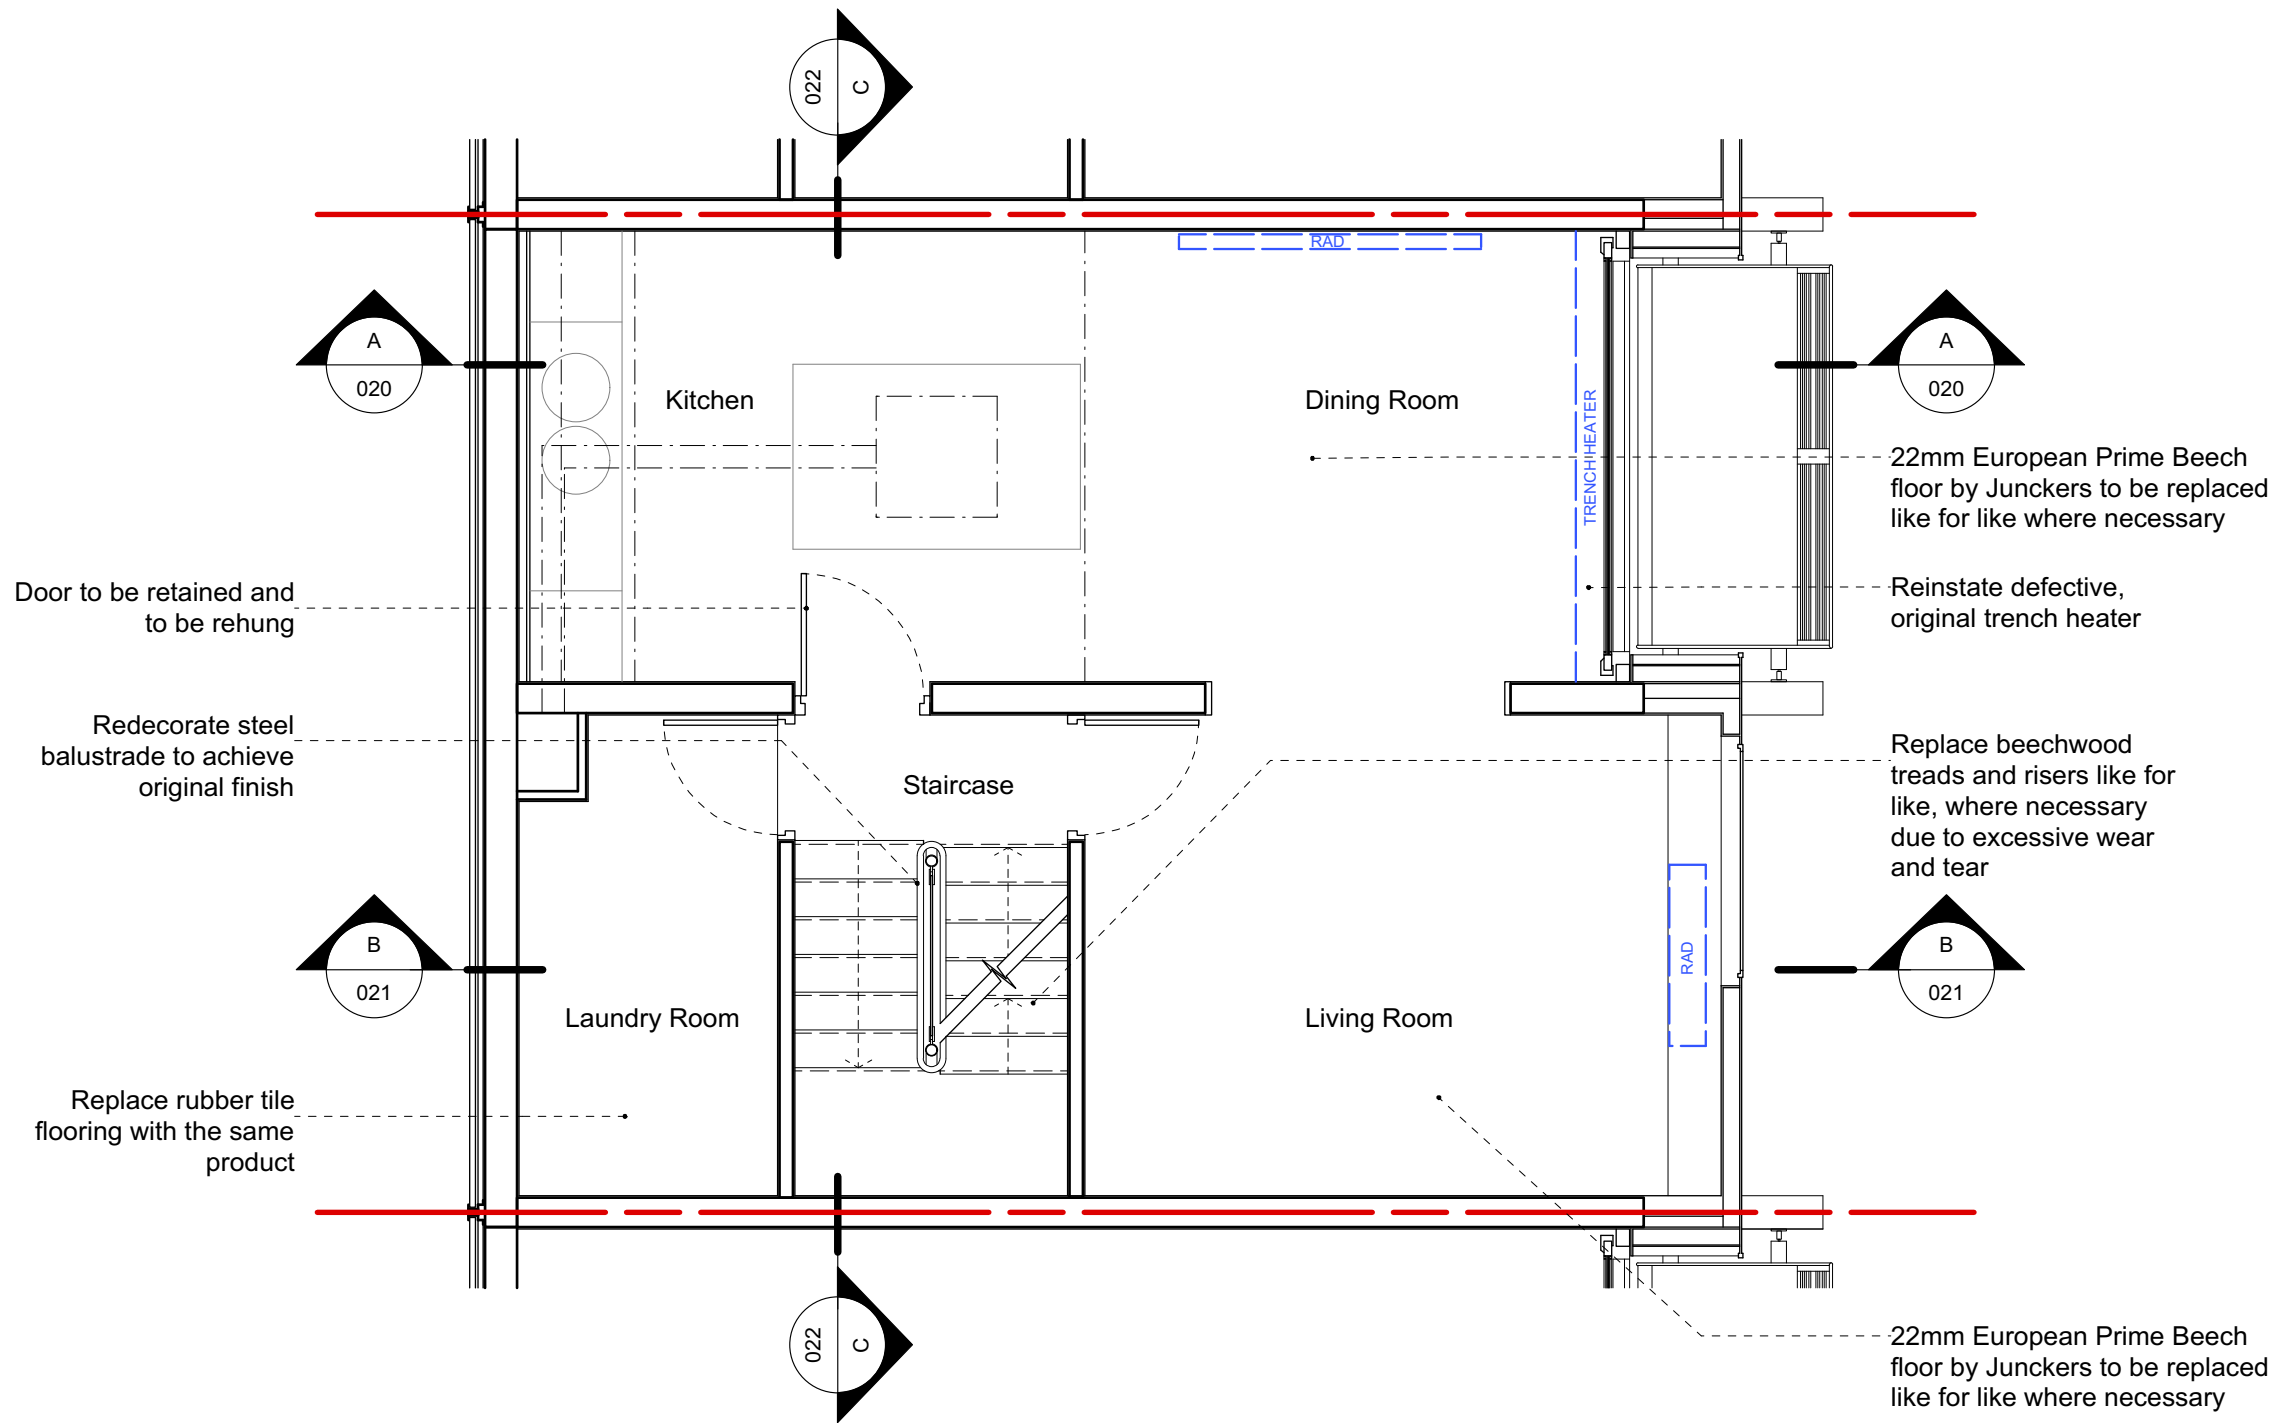 022
C
RAD
A
020
A
020
Kitchen
Dining Room
TRENCH HEATER
22mm European Prime Beech
floor by Junckers to be replaced
like for like where necessary
Door to be retained and
to be rehung
Reinstate defective,
original trench heater
Redecorate steel
balustrade to achieve
original finish
Staircase
Replace beechwood
treads and risers like for
like, where necessary
due to excessive wear
and tear
B
021
RAD
B
021
Laundry Room
Living Room
Replace rubber tile
flooring with the same
product
022
C
22mm European Prime Beech
floor by Junckers to be replaced
like for like where necessary